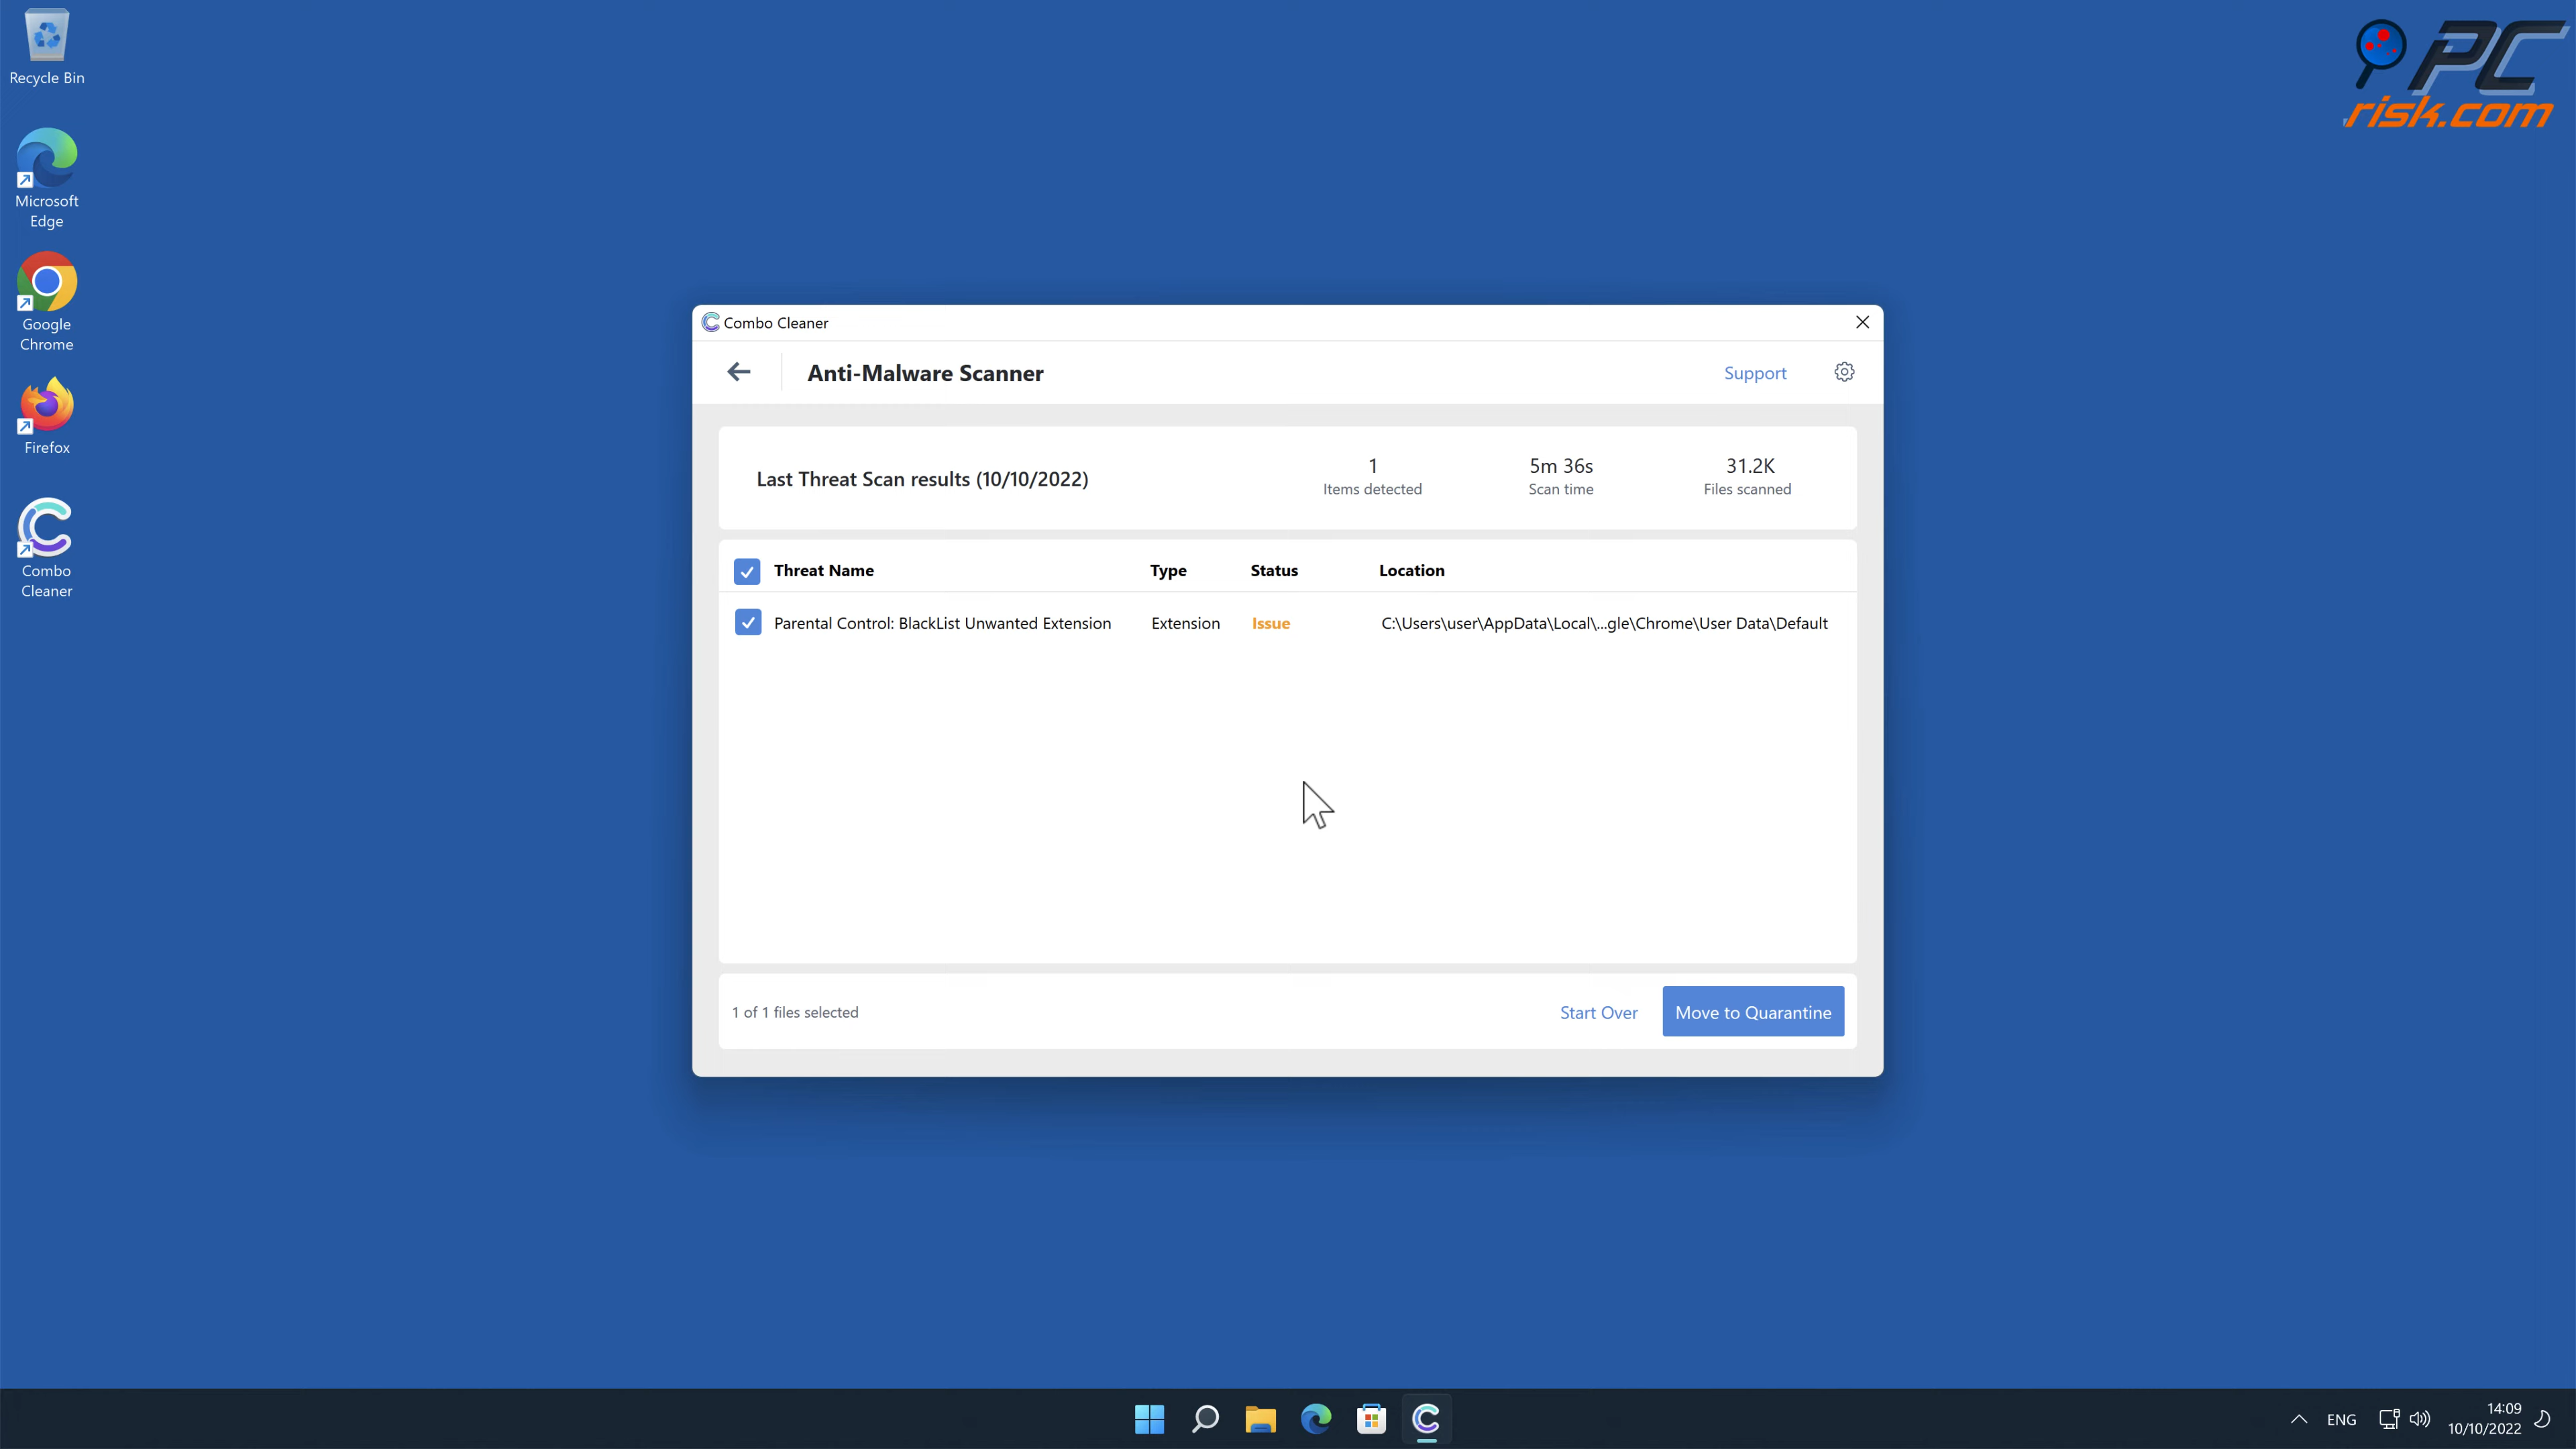 Recycle Bin
Microsoft
Edge
Google
Chrome
Firefox
Combo
Cleaner
PC
risk.com
Combo Cleaner
Anti-Malware Scanner
Support
Last Threat Scan results (10/10/2022)
1
Items detected
5m 36s
Scan time
31.2K
Files scanned
Threat Name Type Status Location
Parental Control: BlackList Unwanted Extension Extension Issue C:\Users\user\AppData\Local\...gle\Chrome\User Data\Default
1 of 1 files selected
Start Over
Move to Quarantine
ENG
14:09
10/10/2022